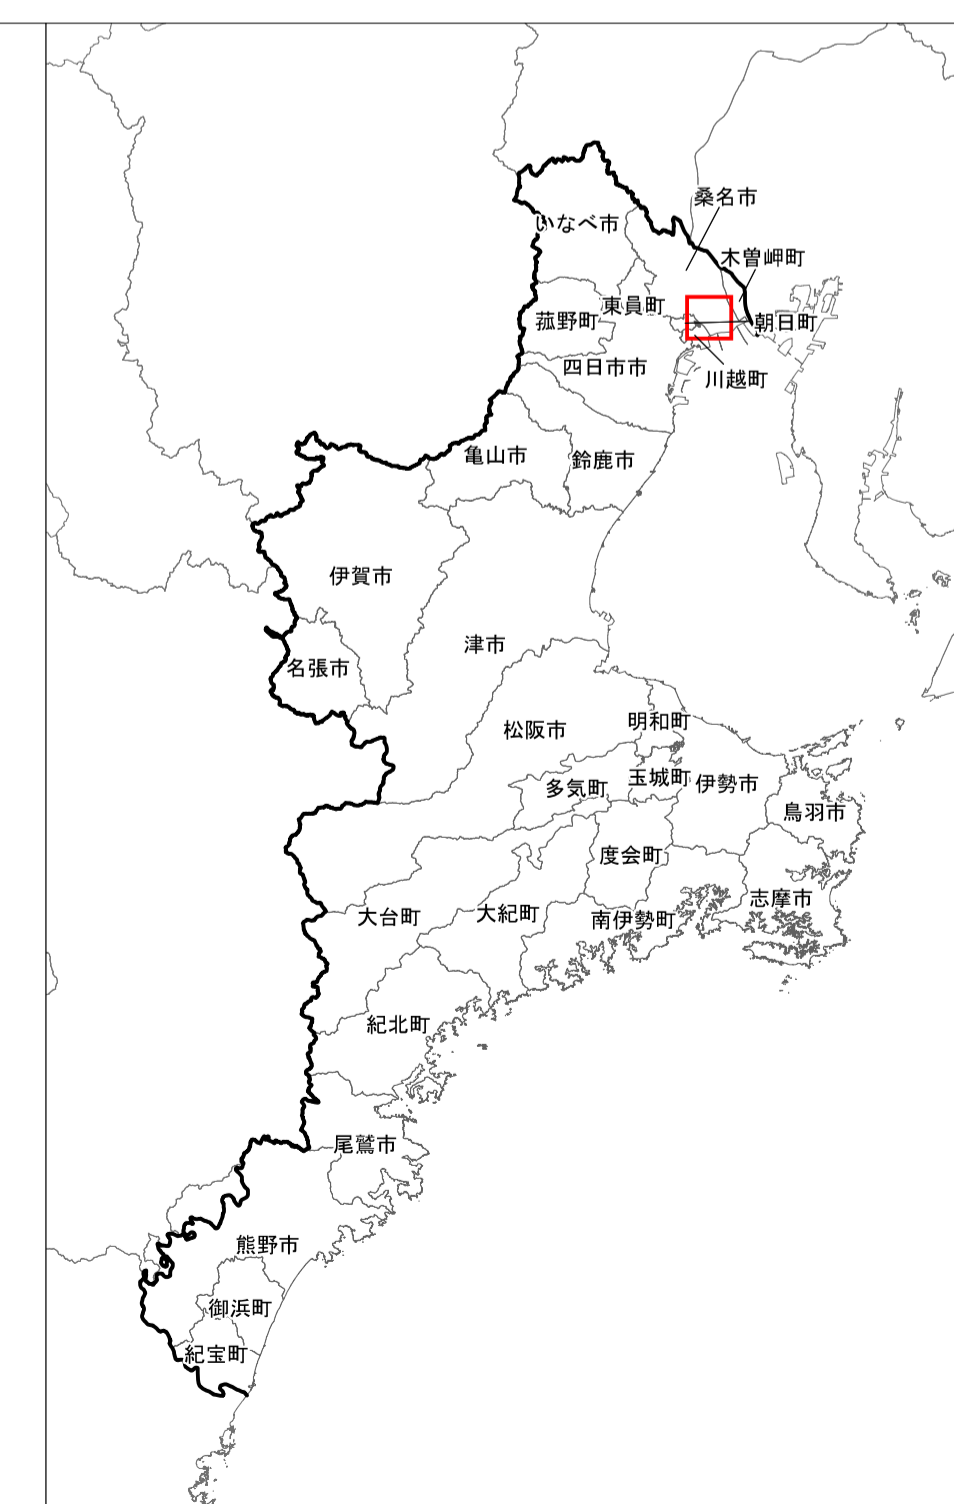 桑名市
いなべ市
木曽岬町
東員町
菰野町
朝日町
四日市市
川越町
亀山市
鈴鹿市
伊賀市
津市
名張市
明和町
松阪市
玉城町
伊勢市
多気町
鳥羽市
度会町
志摩市
大台町
大紀町
南伊勢町
紀北町
尾鷲市
熊野市
御浜町
紀宝町